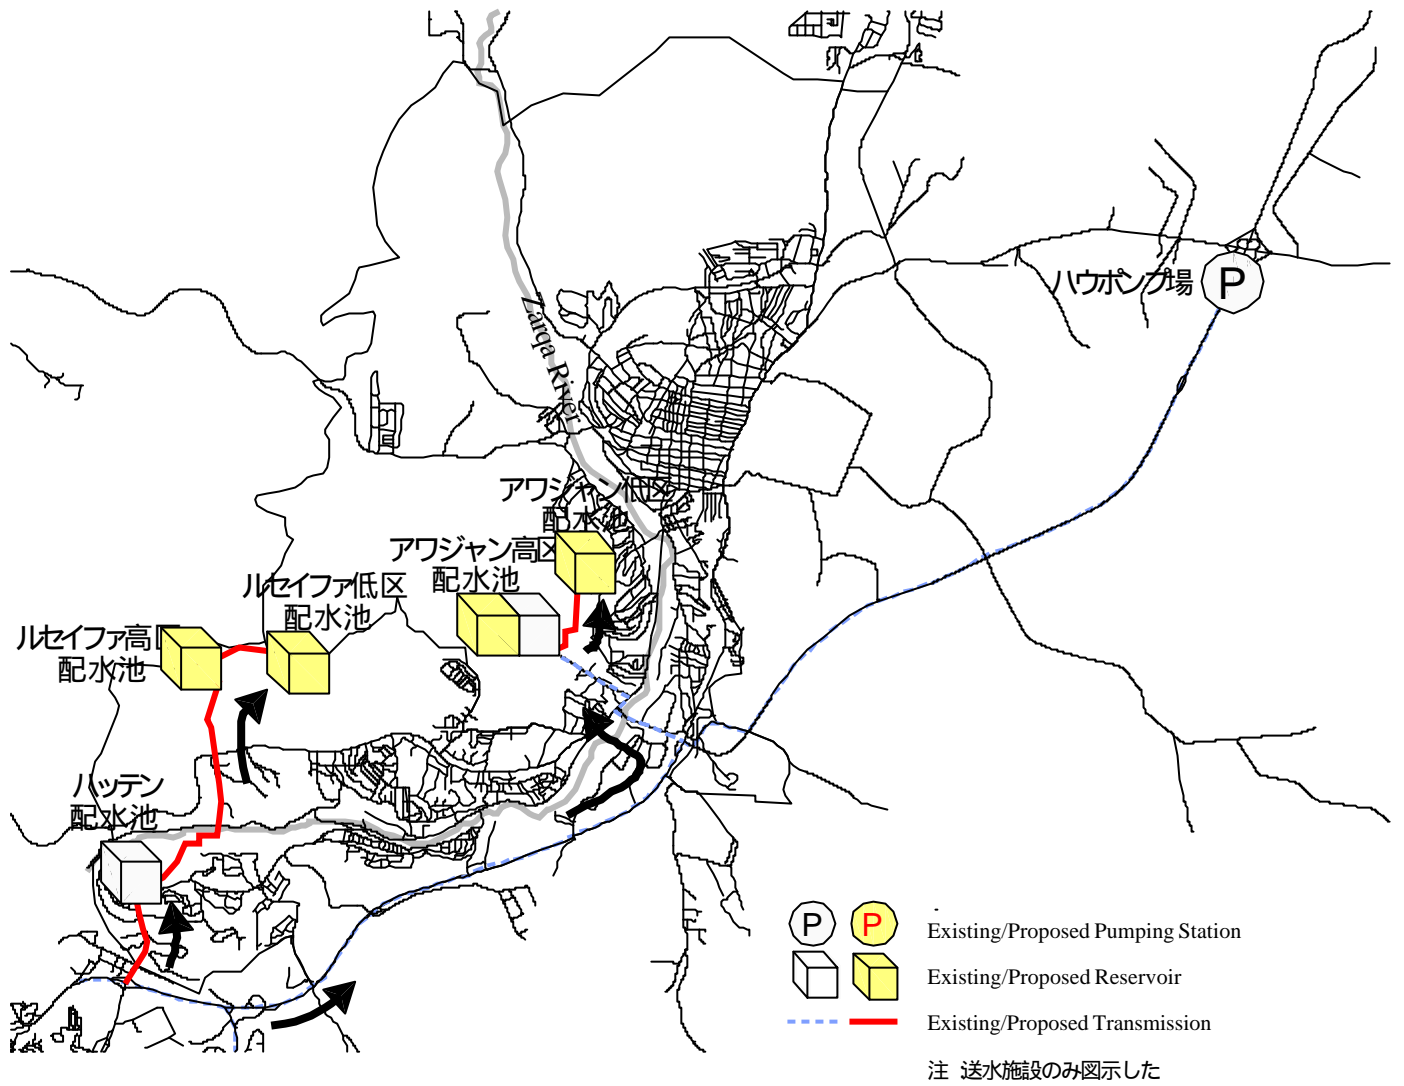 ハウポンプ場
P
Zarqa River
アワジャン低区
配水池
アワジャン高区
配水池
ルセイファ低区
配水池
ルセイファ高区
配水池
ハッテン
配水池
P P Existing/Proposed Pumping Station
Existing/Proposed Reservoir
Existing/Proposed Transmission
注 送水施設のみ図示した